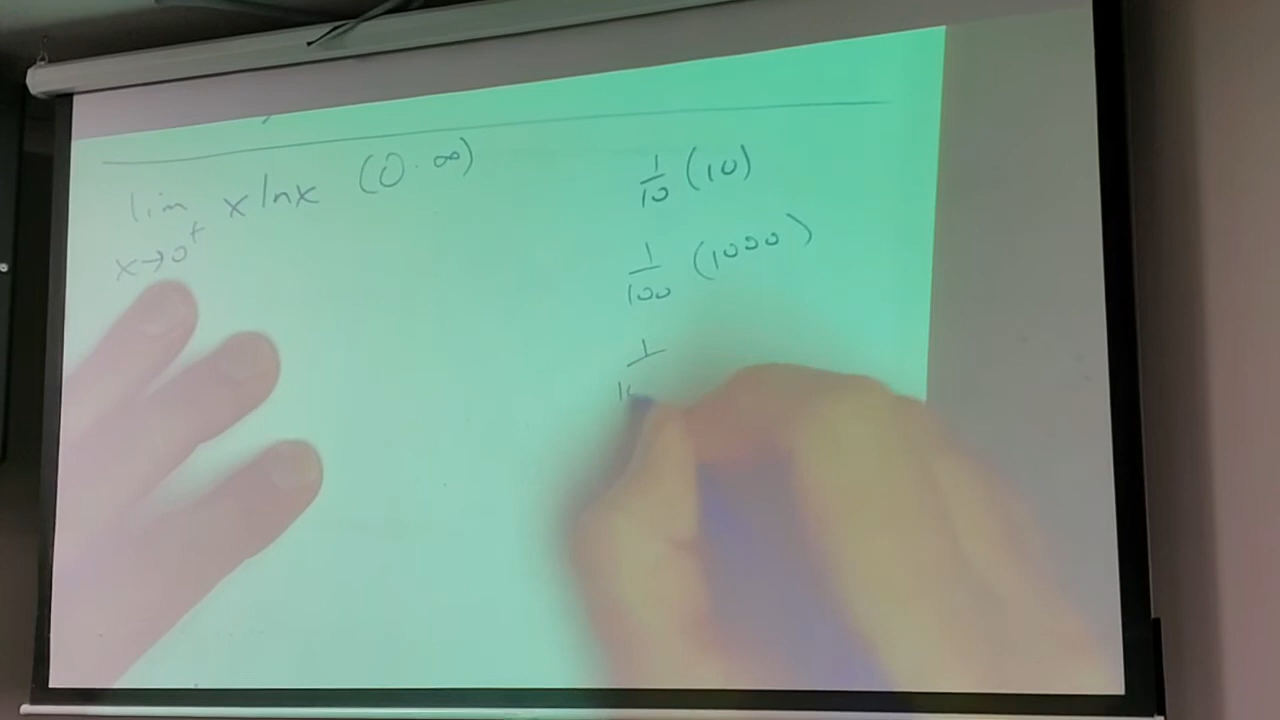 lim x→0⁺ x ln x (0·∞)
1/10 (10)
1/100 (1000)
1